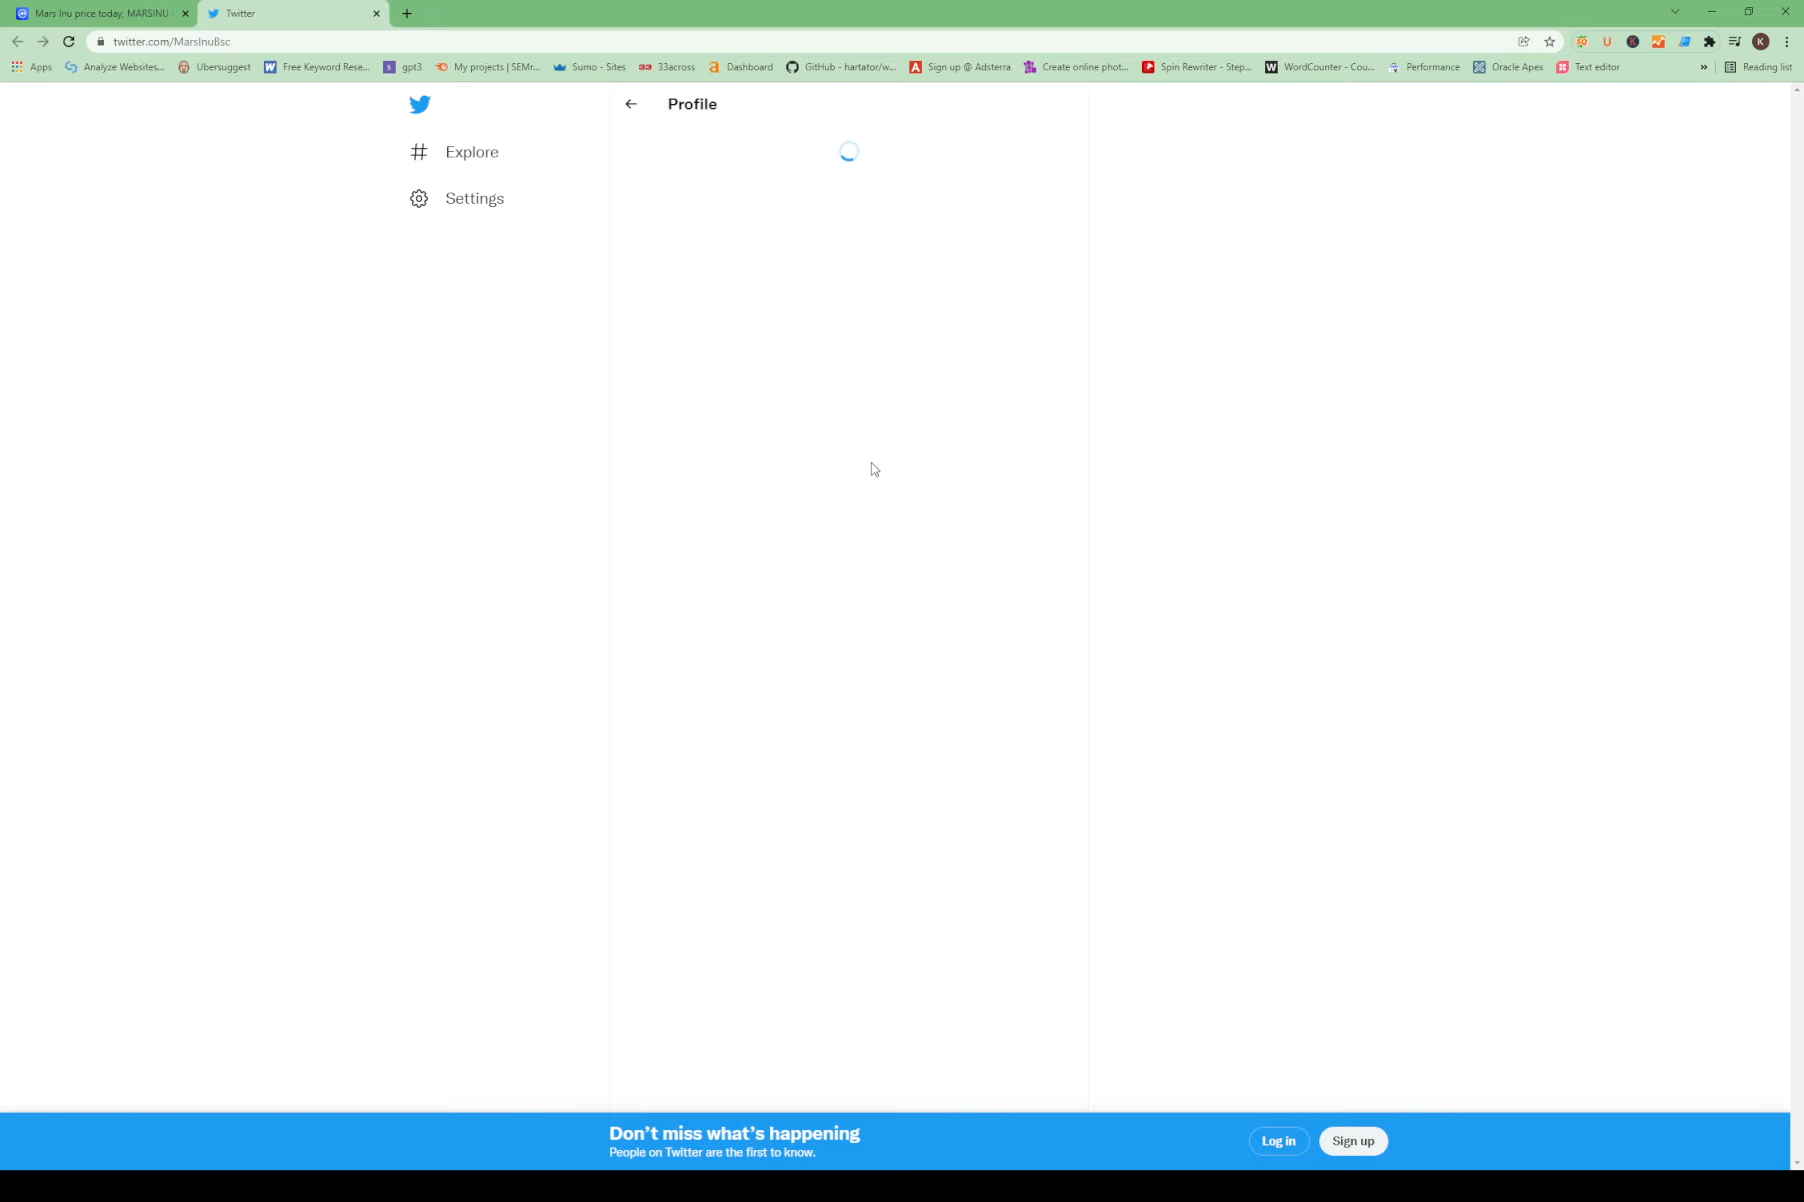 Mars Inu price today, MARSINU
Twitter
twitter.com/MarsInuBsc
Apps
Analyze Websites...
Ubersuggest
Free Keyword Rese...
gpt3
My projects | SEMr...
Sumo - Sites
33across
Dashboard
GitHub - hartator/w...
Sign up @ Adsterra
Create online phot...
Spin Rewriter - Step...
WordCounter - Cou...
Performance
Oracle Apex
Text editor
»
Reading list
Profile
Explore
Settings
Don't miss what's happening
People on Twitter are the first to know.
Log in
Sign up